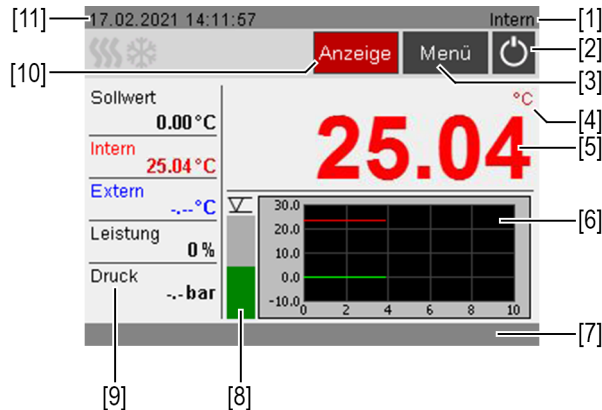 [11] 17.02.2021 14:11:57 Intern [1]
[2]
[10] Anzeige Menü [3]
Sollwert
0.00 °C
Intern
25.04 °C
Extern
-.-- °C
Leistung
0 %
Druck
-.- bar
°C [4]
25.04 [5]
30.0
20.0
10.0
0.0
-10.0
0 2 4 6 8 10
[6]
[7]
[9] [8]